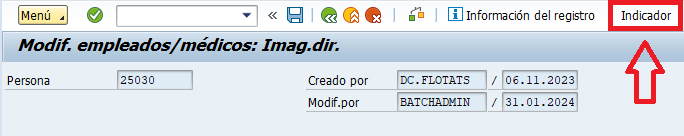 Menú Información del registro Indicador
Modif. empleados/médicos: Imag.dir.
Persona 25030 Creado por DC.FLOTATS / 06.11.2023
Modif.por BATCHADMIN / 31.01.2024